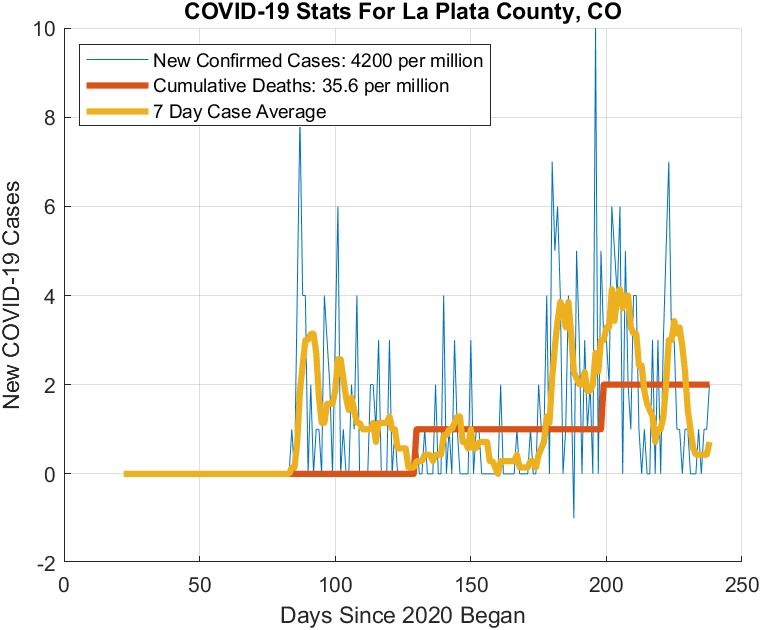 COVID-19 Stats For La Plata County, CO
10
New Confirmed Cases: 4200 per million
Cumulative Deaths: 35.6 per million
7 Day Case Average
8
6
4
2
0
-2
New COVID-19 Cases
0 50 100 150 200 250
Days Since 2020 Began